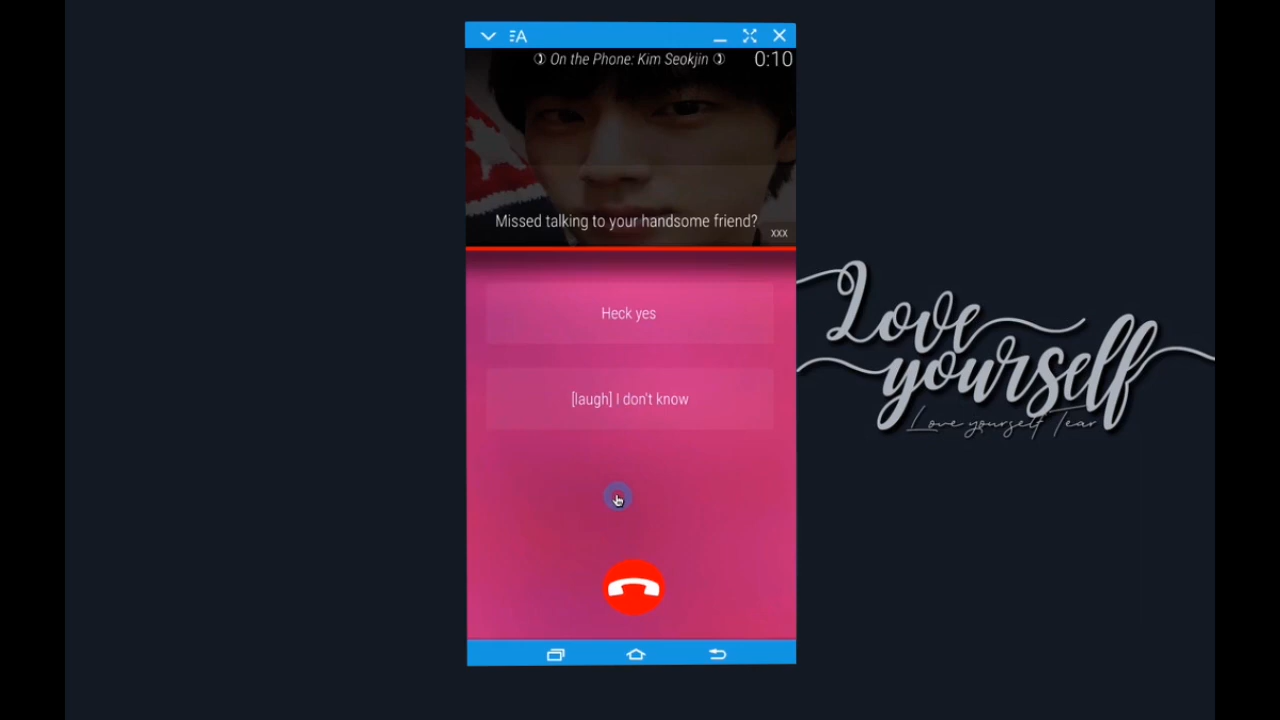 On the Phone: Kim Seokjin
0:10
Missed talking to your handsome friend?
xxx
Heck yes
[laugh] I don't know
Love
yourself
Love yourself Tear